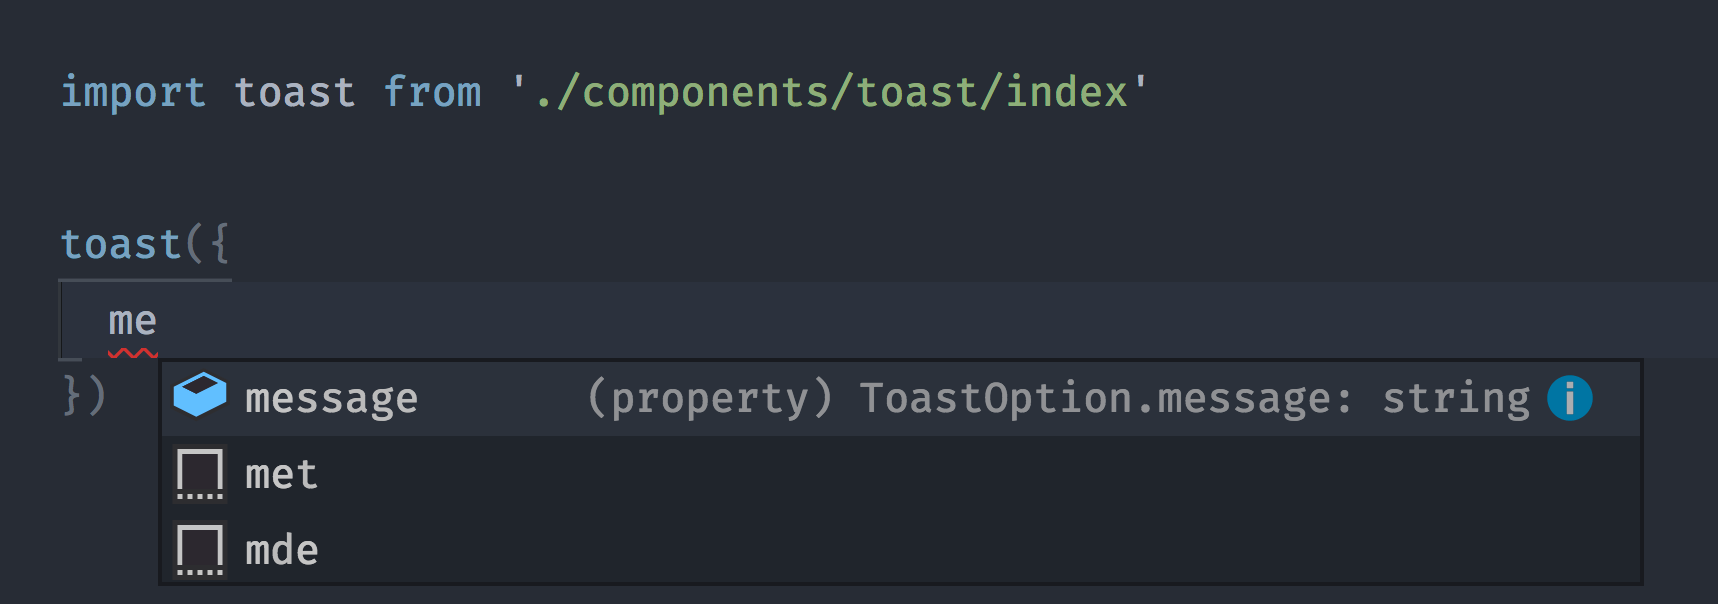 import toast from './components/toast/index'
toast({
me
})
message (property) ToastOption.message: string i
met
mde